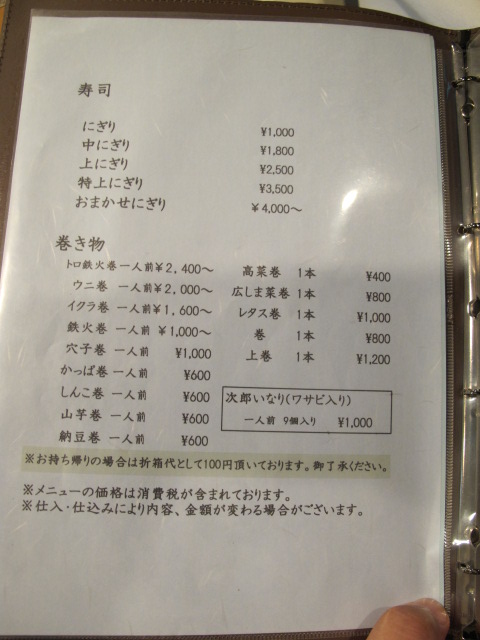 寿司
にぎり ¥1,000
中にぎり ¥1,800
上にぎり ¥2,500
特上にぎり ¥3,500
おまかせにぎり ¥4,000～
巻き物
トロ鉄火巻 一人前 ¥2,400～
ウニ巻 一人前 ¥2,000～
イクラ巻 一人前 ¥1,600～
鉄火巻 一人前 ¥1,000～
穴子巻 一人前 ¥1,000
かっぱ巻 一人前 ¥600
しんこ巻 一人前 ¥600
山芋巻 一人前 ¥600
納豆巻 一人前 ¥600
高菜巻 1本 ¥400
広しま菜巻 1本 ¥800
レタス巻 1本 ¥1,000
巻 1本 ¥800
上巻 1本 ¥1,200
次郎いなり(ワサビ入り)
一人前 9個入り ¥1,000
※お持ち帰りの場合は折箱代として100円頂いております。御了承ください。
※メニューの価格は消費税が含まれております。
※仕入・仕込みにより内容、金額が変わる場合がございます。